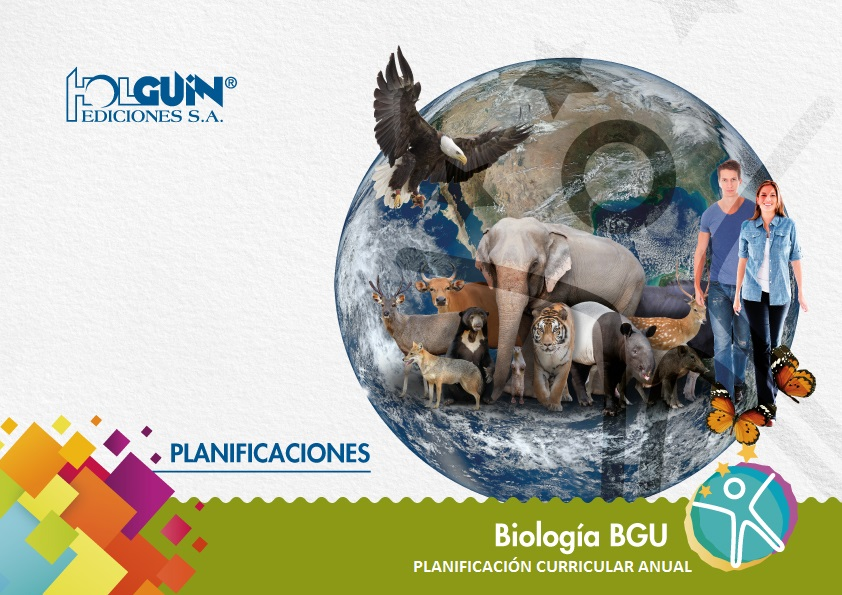 HOLGUIN®
EDICIONES S.A.
PLANIFICACIONES
Biología BGU
PLANIFICACIÓN CURRICULAR ANUAL